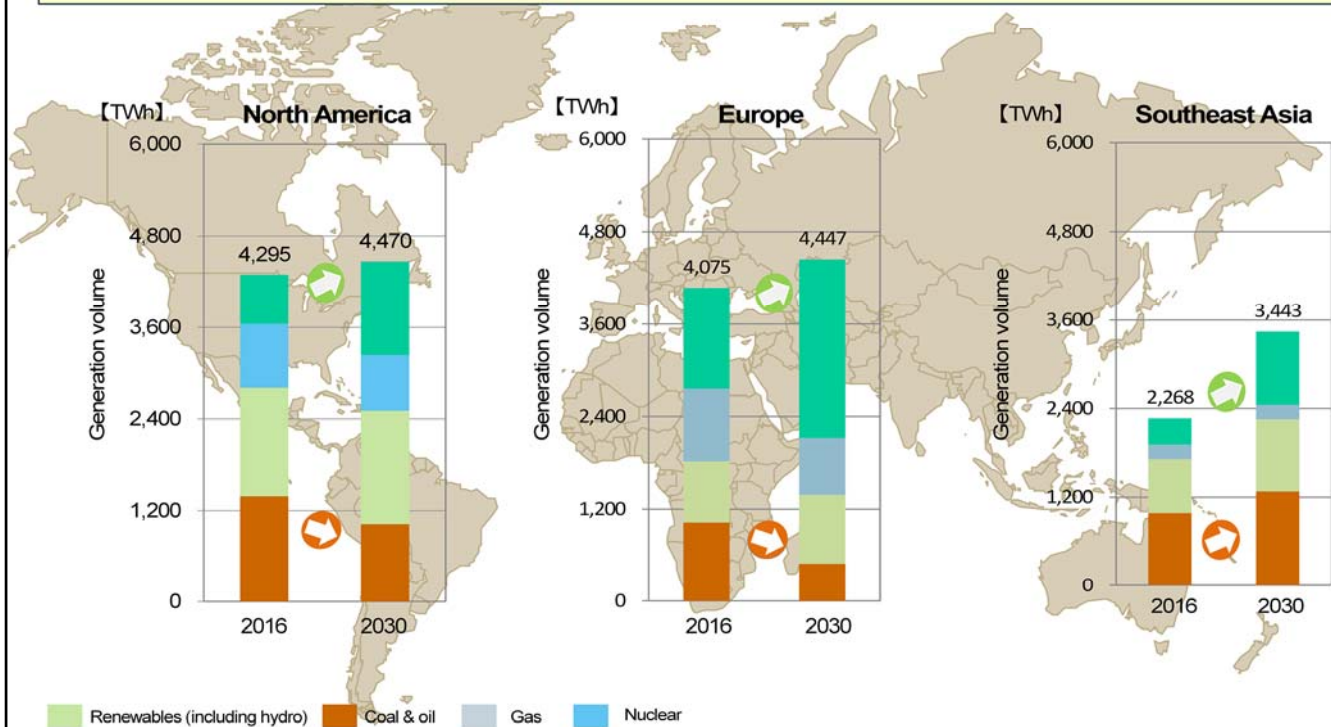 North America
【TWh】
6,000
4,800
3,600
2,400
1,200
0
Generation volume
4,295
4,470
2016
2030
Europe
【TWh】
6,000
4,800
3,600
2,400
1,200
0
Generation volume
4,075
4,447
2016
2030
Southeast Asia
【TWh】
6,000
4,800
3,600
2,400
1,200
0
Generation volume
2,268
3,443
2016
2030
Renewables (including hydro)
Coal & oil
Gas
Nuclear